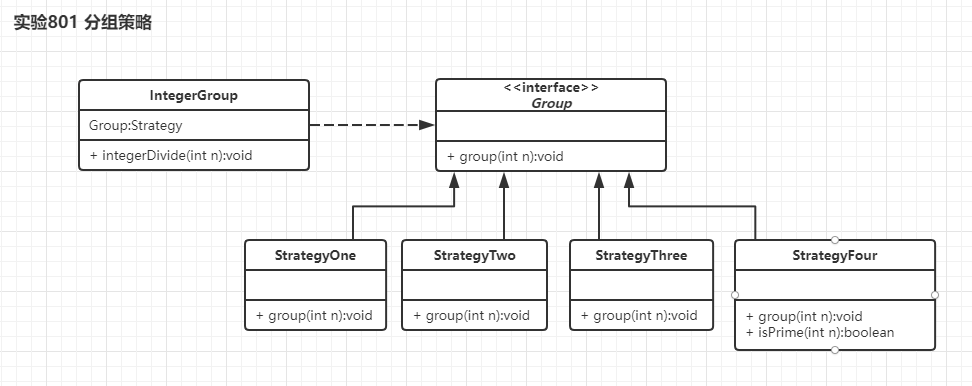 实验801 分组策略
IntegerGroup
Group:Strategy
+ integerDivide(int n):void
<<interface>>
Group
+ group(int n):void
StrategyOne
+ group(int n):void
StrategyTwo
+ group(int n):void
StrategyThree
+ group(int n):void
StrategyFour
+ group(int n):void
+ isPrime(int n):boolean